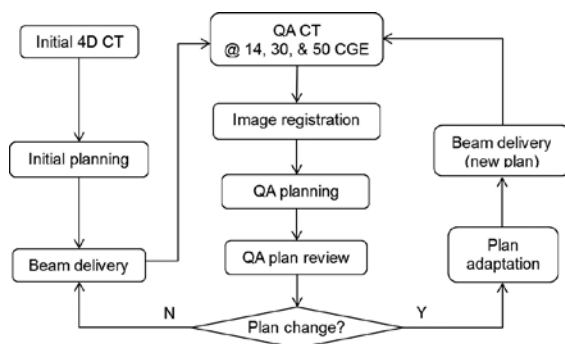 Initial 4D CT
Initial planning
Beam delivery
QA CT
@ 14, 30, & 50 CGE
Image registration
QA planning
QA plan review
Plan change?
N
Y
Plan
adaptation
Beam delivery
(new plan)